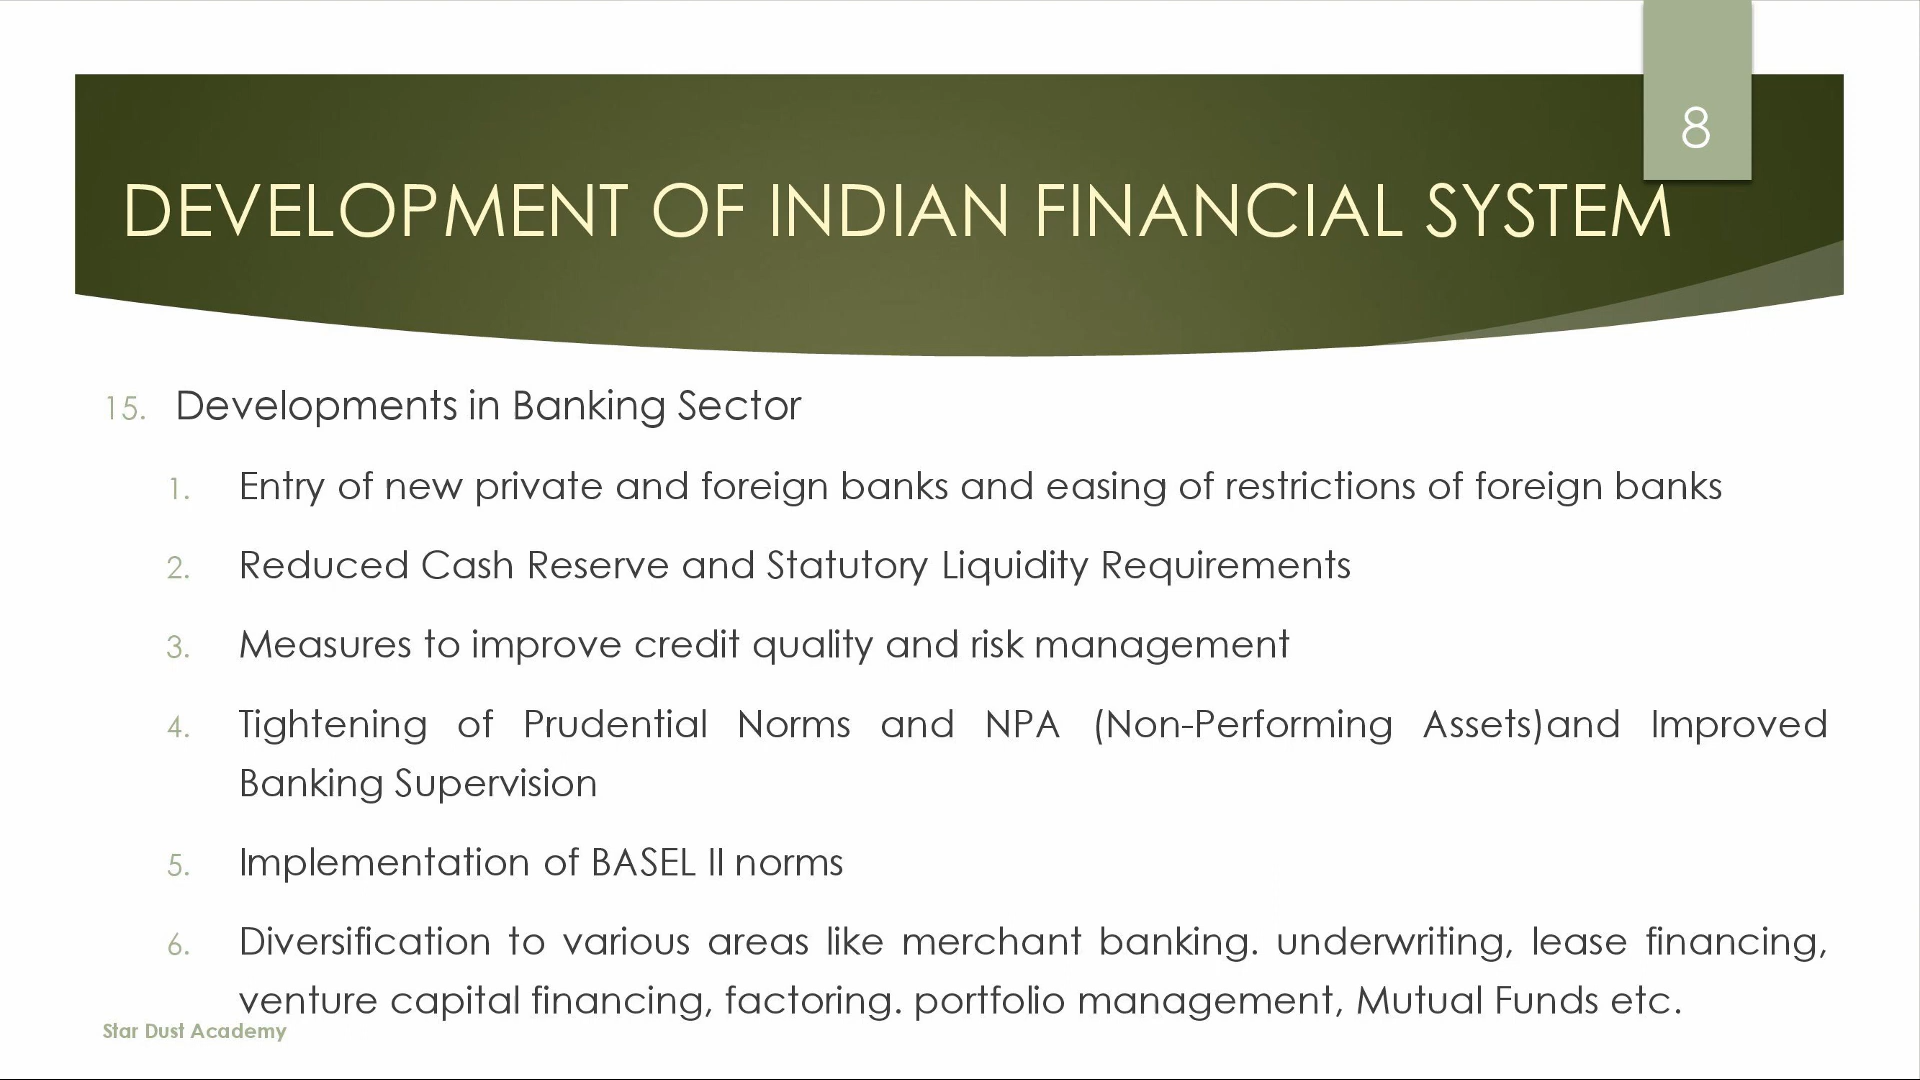 8
DEVELOPMENT OF INDIAN FINANCIAL SYSTEM
15. Developments in Banking Sector
1. Entry of new private and foreign banks and easing of restrictions of foreign banks
2. Reduced Cash Reserve and Statutory Liquidity Requirements
3. Measures to improve credit quality and risk management
4. Tightening of Prudential Norms and NPA (Non-Performing Assets)and Improved
Banking Supervision
5. Implementation of BASEL II norms
6. Diversification to various areas like merchant banking. underwriting, lease financing,
venture capital financing, factoring. portfolio management, Mutual Funds etc.
Star Dust Academy